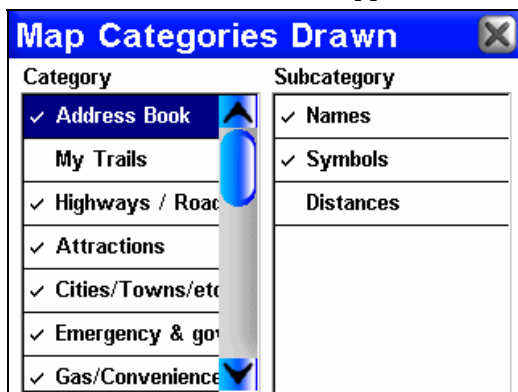 Map Categories Drawn
Category
Subcategory
✓ Address Book
My Trails
✓ Highways / Roa
✓ Attractions
✓ Cities/Towns/etc
✓ Emergency & gov
✓ Gas/Convenience
✓ Names
✓ Symbols
Distances